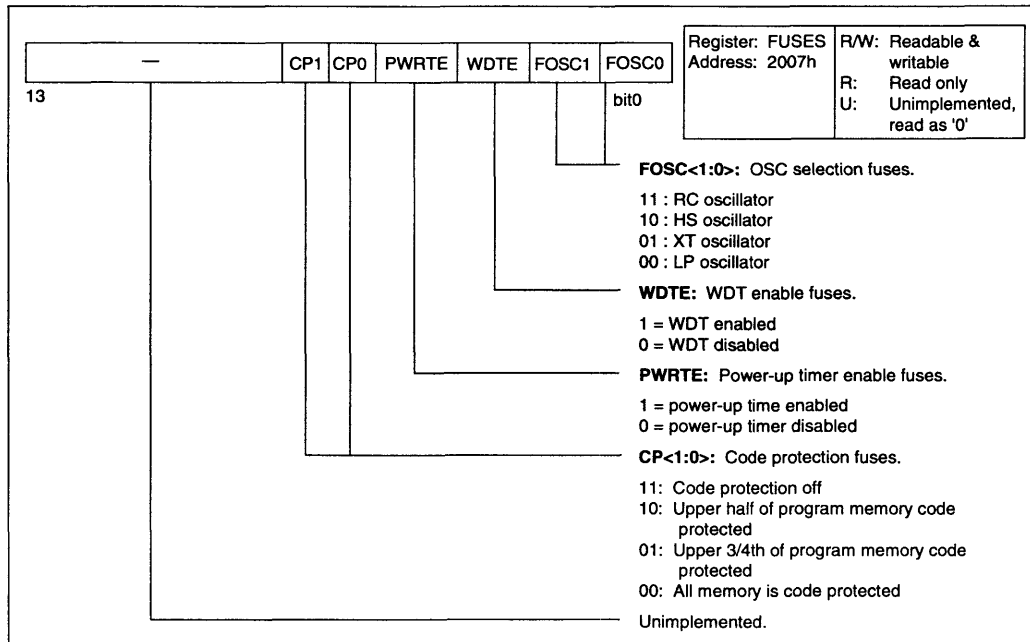 — CP1 CP0 PWRTE WDTE FOSC1 FOSC0
13 bit0
Register: FUSES
Address: 2007h
R/W: Readable &
writable
R: Read only
U: Unimplemented,
read as '0'
FOSC<1:0>: OSC selection fuses.
11 : RC oscillator
10 : HS oscillator
01 : XT oscillator
00 : LP oscillator
WDTE: WDT enable fuses.
1 = WDT enabled
0 = WDT disabled
PWRTE: Power-up timer enable fuses.
1 = power-up time enabled
0 = power-up timer disabled
CP<1:0>: Code protection fuses.
11: Code protection off
10: Upper half of program memory code
protected
01: Upper 3/4th of program memory code
protected
00: All memory is code protected
Unimplemented.